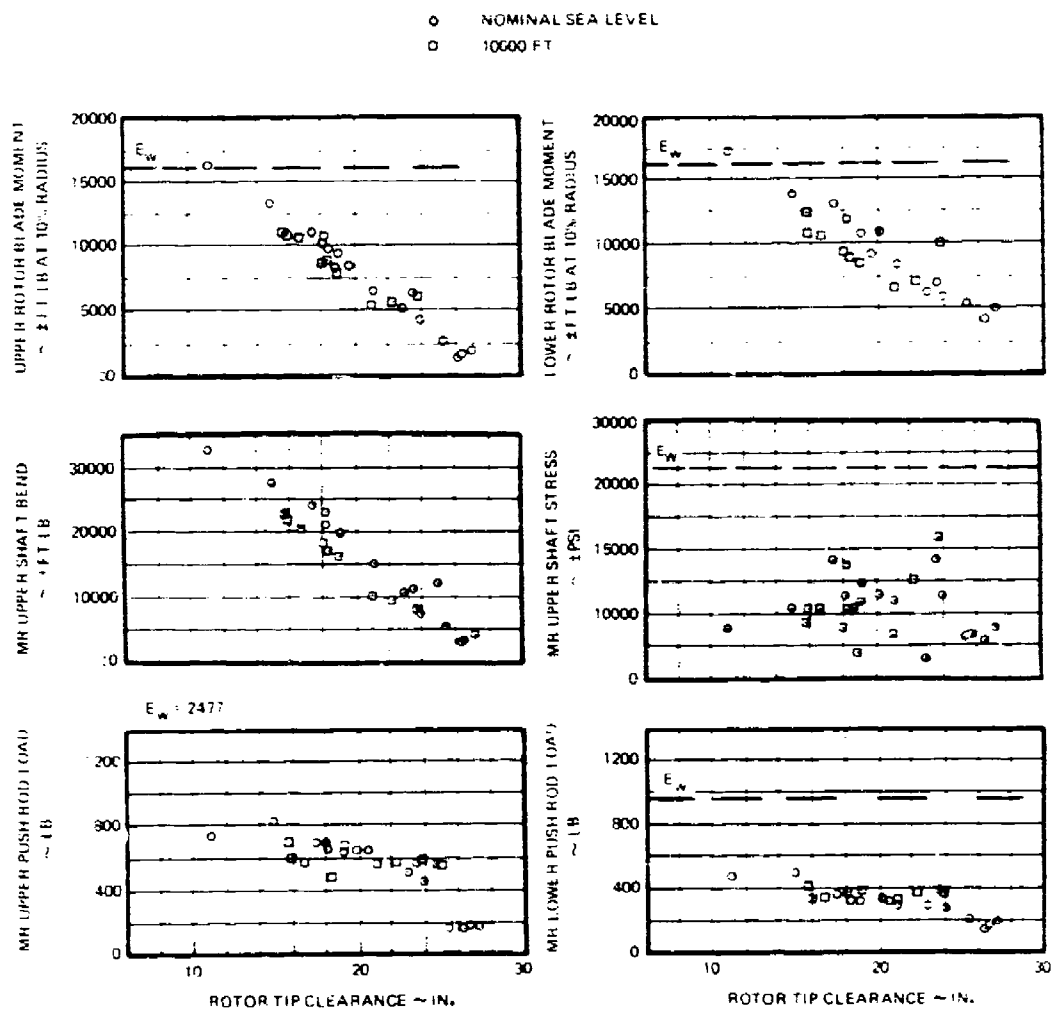 NOMINAL SEA LEVEL
10000 FT
UPPER ROTOR BLADE MOMENT
~ ±FT LB AT 10% RADIUS
20000
15000
10000
5000
:0
E_W
LOWER ROTOR BLADE MOMENT
~ ±FT LB AT 10% RADIUS
20000
15000
10000
5000
0
E_W
MR UPPER SHAFT BEND
~ ±FT LB
30000
20000
10000
:0
MR UPPER SHAFT STRESS
~ ±PSI
30000
20000
15000
10000
0
E_W
E_W = 2477
MR UPPER PUSH ROD LOAD
~ LB
200
800
400
0
10 20 30
ROTOR TIP CLEARANCE ~ IN.
MR LOWER PUSH ROD LOAD
~ LB
1200
800
400
0
E_W
10 20 30
ROTOR TIP CLEARANCE ~ IN.